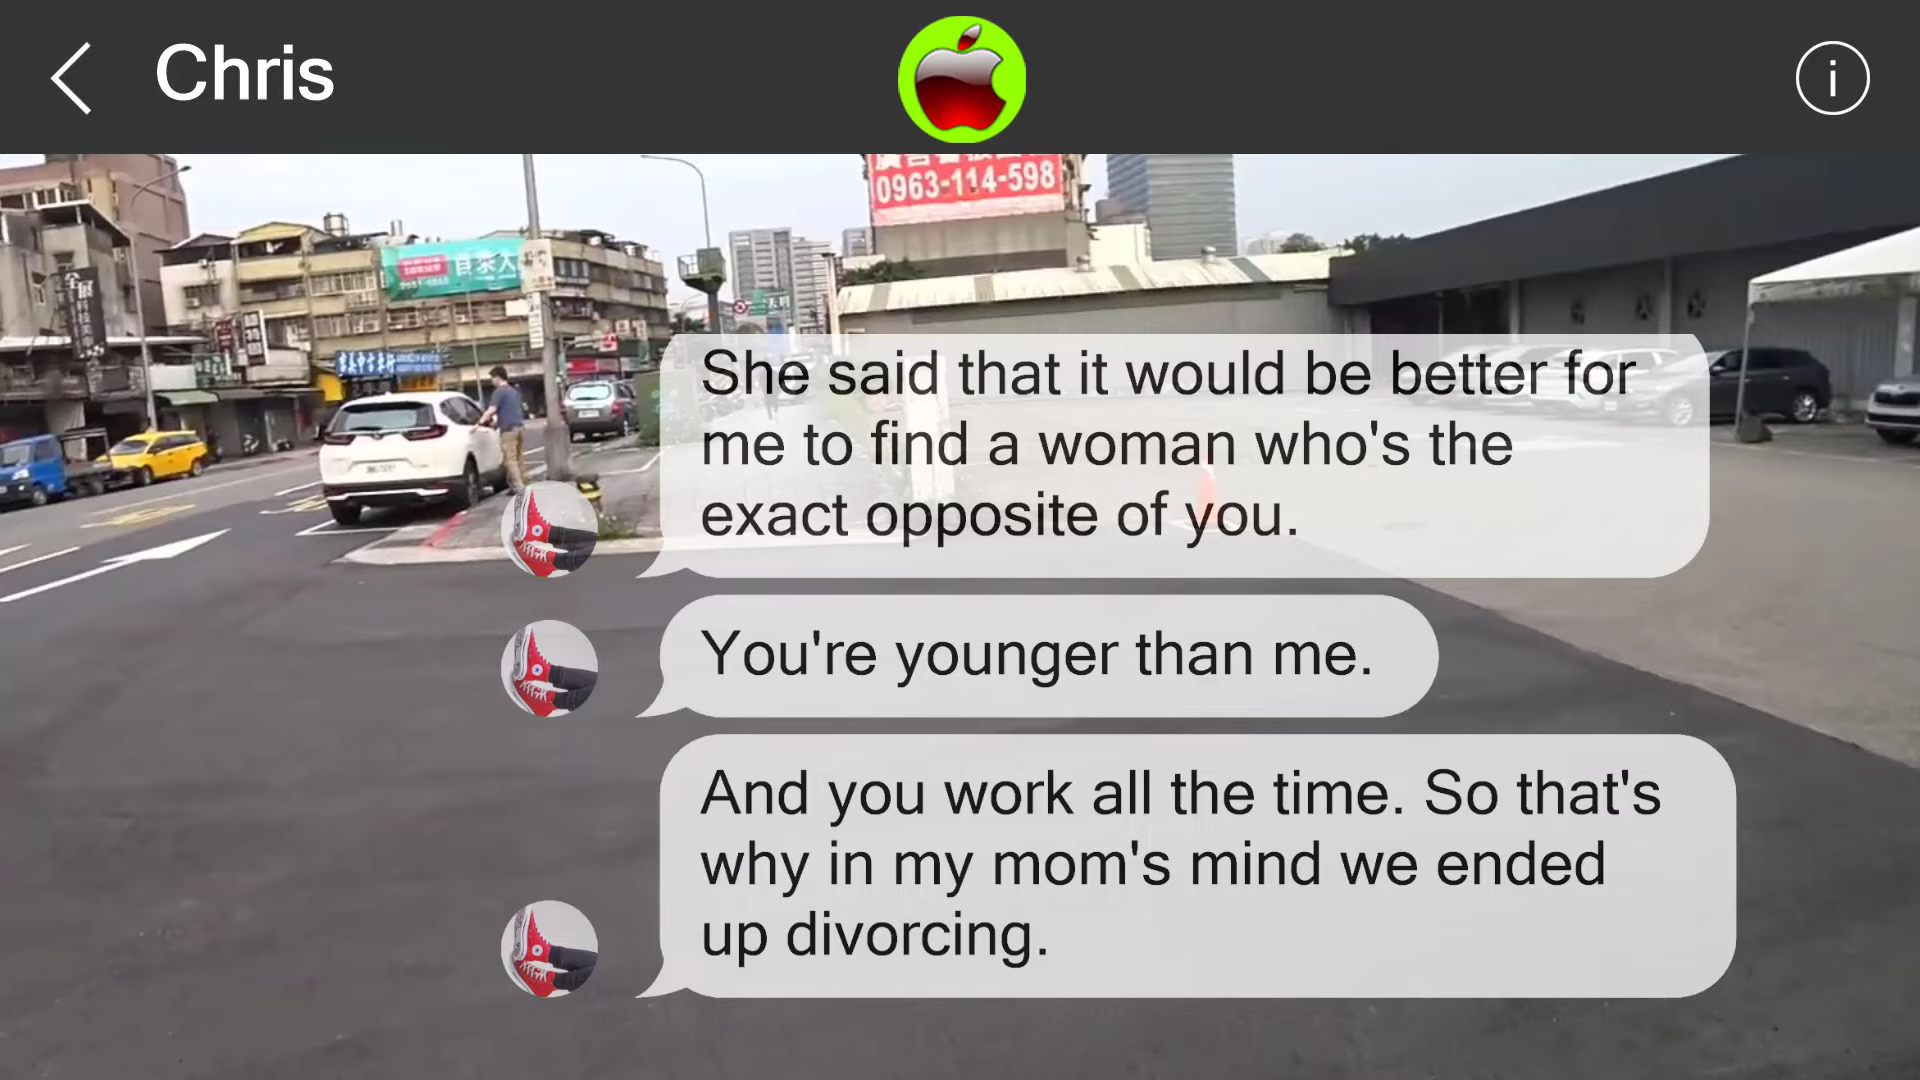 Chris
i
0963-114-598
She said that it would be better for
me to find a woman who's the
exact opposite of you.
You're younger than me.
And you work all the time. So that's
why in my mom's mind we ended
up divorcing.